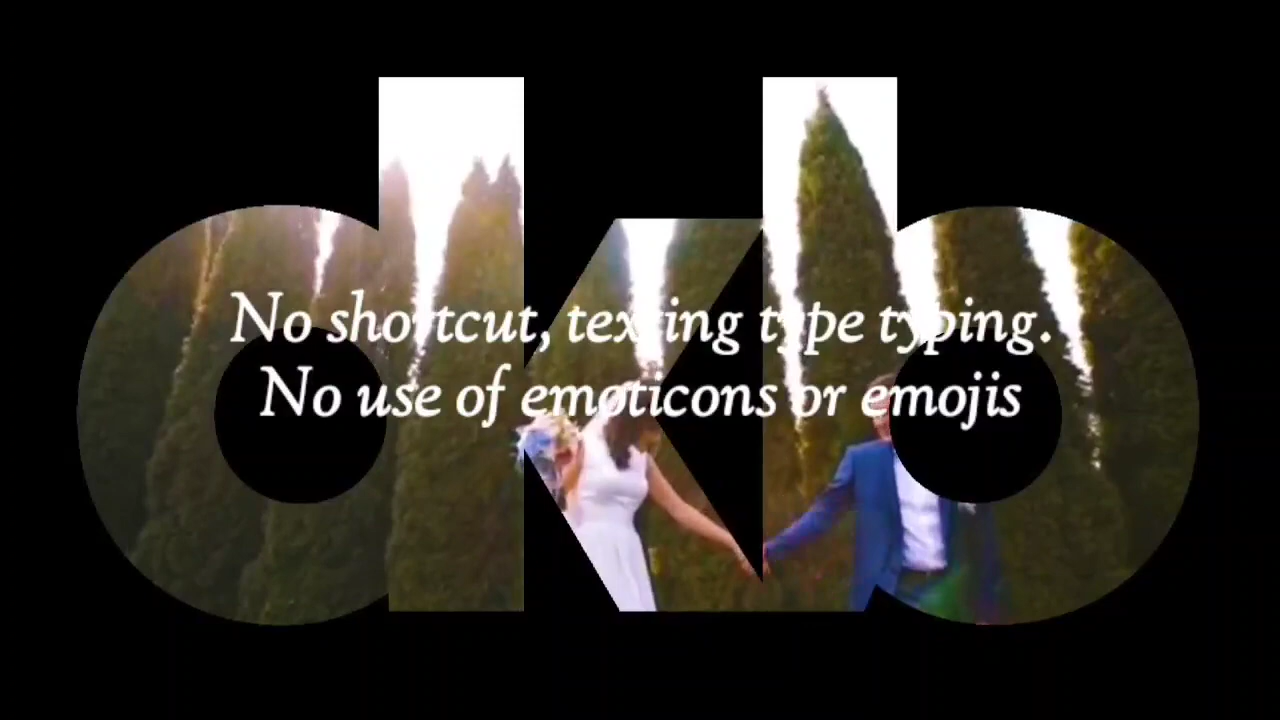 dkb
No shortcut, texting type typing.
No use of emoticons or emojis